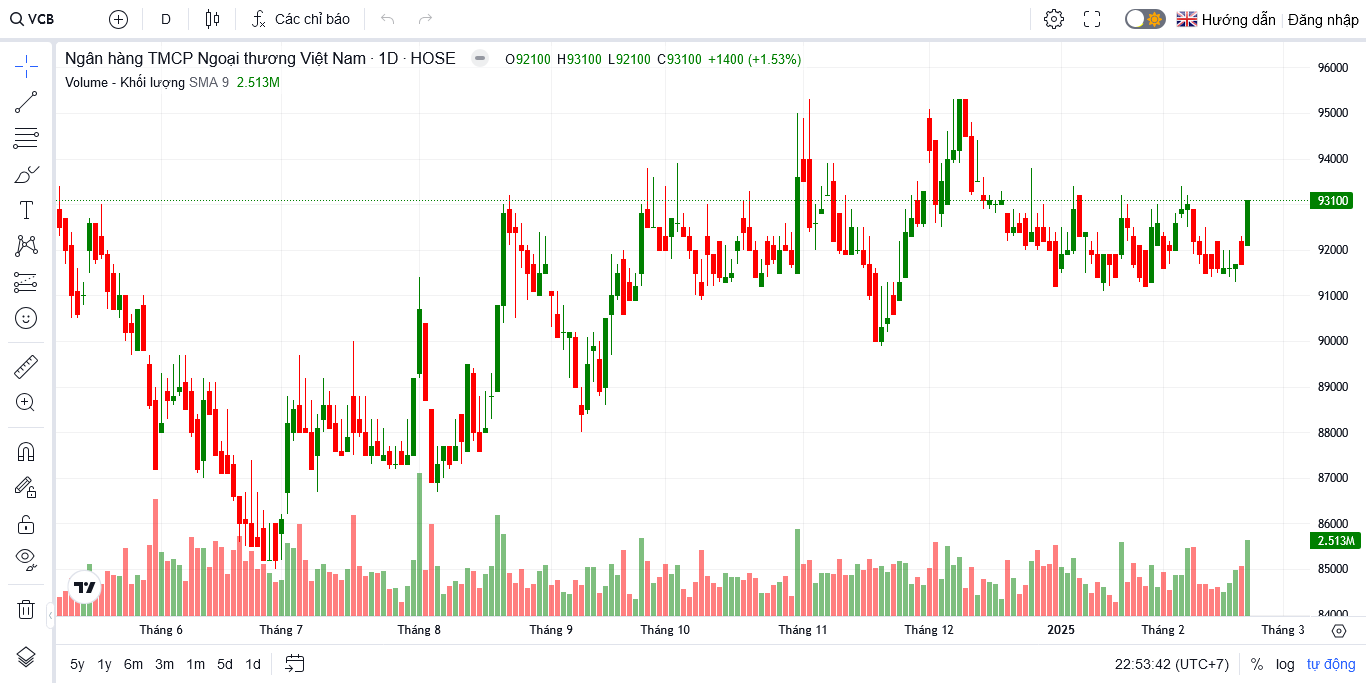 VCB D Các chỉ báo Hướng dẫn Đăng nhập
Ngân hàng TMCP Ngoại thương Việt Nam · 1D · HOSE O92100 H93100 L92100 C93100 +1400 (+1.53%)
Volume - Khối lượng SMA 9 2.513M
96000
95000
94000
93100
92000
91000
90000
89000
88000
87000
86000
2.513M
85000
84000
Tháng 6 Tháng 7 Tháng 8 Tháng 9 Tháng 10 Tháng 11 Tháng 12 2025 Tháng 2 Tháng 3
5y 1y 6m 3m 1m 5d 1d 22:53:42 (UTC+7) % log tự động